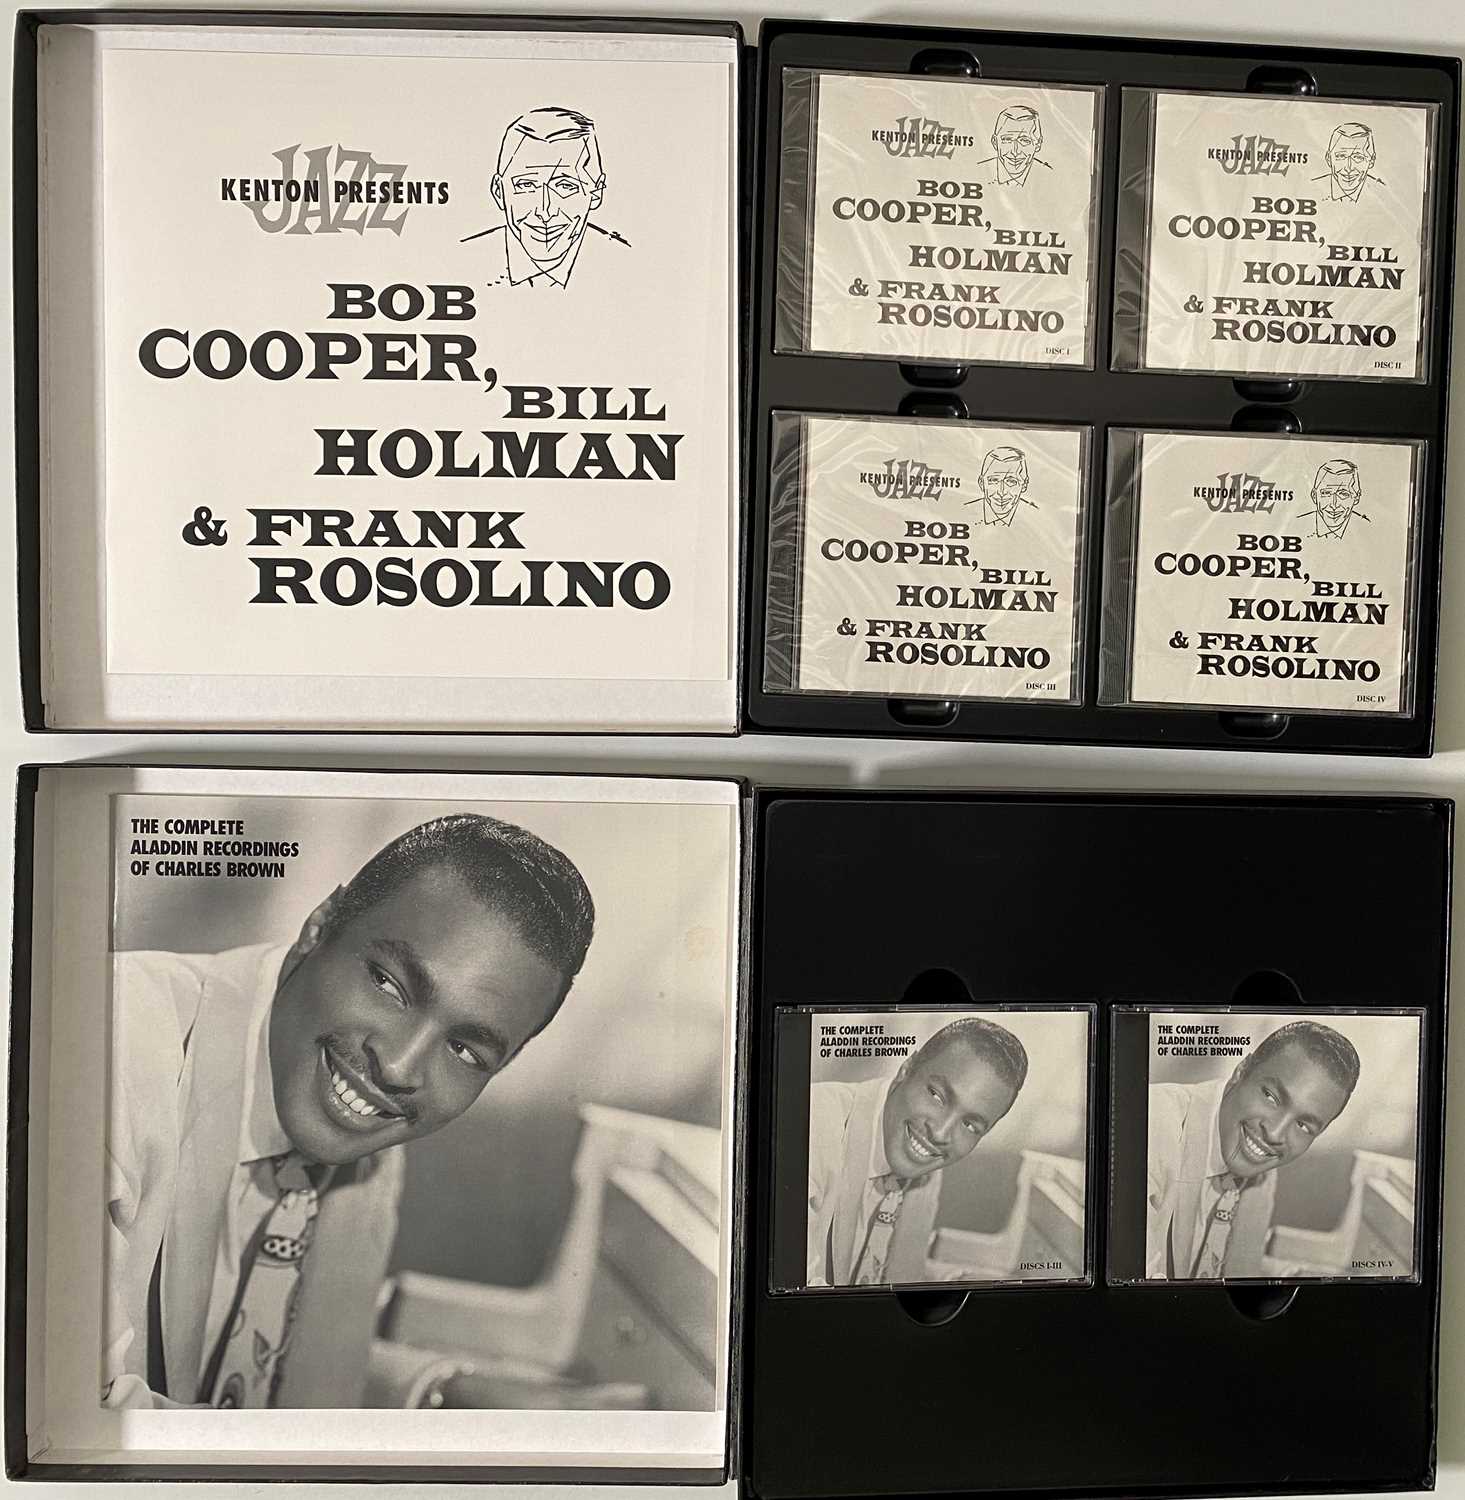 JAZZ
KENTON PRESENTS
BOB
COOPER,
BILL
HOLMAN
& FRANK
ROSOLINO
JAZZ
KENTON PRESENTS
BOB
COOPER,
BILL
HOLMAN
& FRANK
ROSOLINO
DISC I
JAZZ
KENTON PRESENTS
BOB
COOPER,
BILL
HOLMAN
& FRANK
ROSOLINO
DISC II
JAZZ
KENTON PRESENTS
BOB
COOPER,
BILL
HOLMAN
& FRANK
ROSOLINO
DISC III
JAZZ
KENTON PRESENTS
BOB
COOPER,
BILL
HOLMAN
& FRANK
ROSOLINO
DISC IV
THE COMPLETE
ALADDIN RECORDINGS
OF CHARLES BROWN
THE COMPLETE
ALADDIN RECORDINGS
OF CHARLES BROWN
DISCS I-III
THE COMPLETE
ALADDIN RECORDINGS
OF CHARLES BROWN
DISCS IV-V